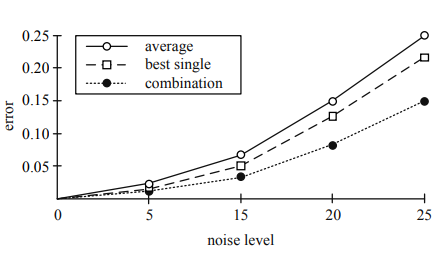 0.25
0.20
0.15
0.10
0.05
error
average
best single
combination
0 5 15 20 25
noise level